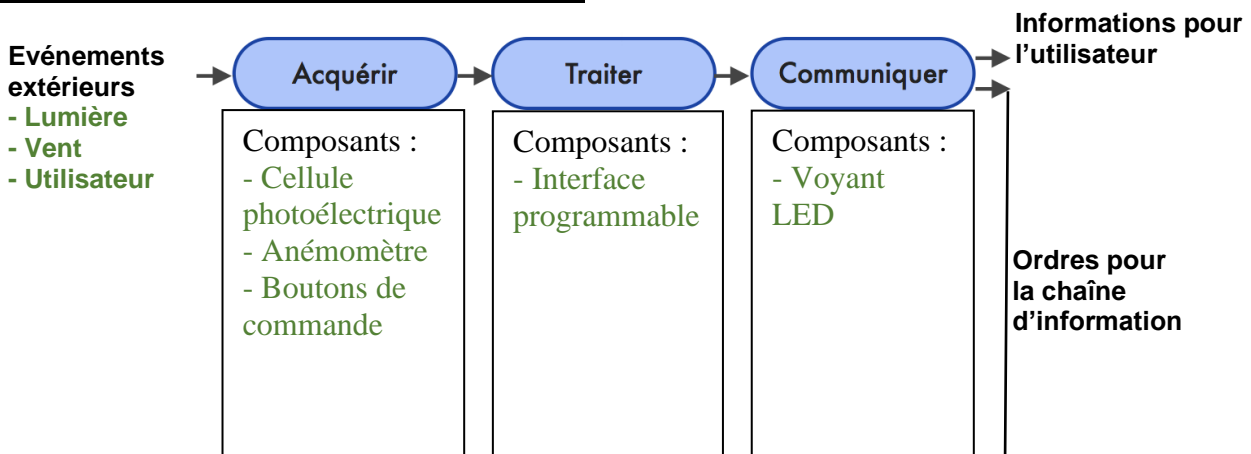 Evénements
extérieurs
- Lumière
- Vent
- Utilisateur
Acquérir
Composants :
- Cellule
photoélectrique
- Anémomètre
- Boutons de
commande
Traiter
Composants :
- Interface
programmable
Communiquer
Composants :
- Voyant
LED
Informations pour
l’utilisateur
Ordres pour
la chaîne
d’information